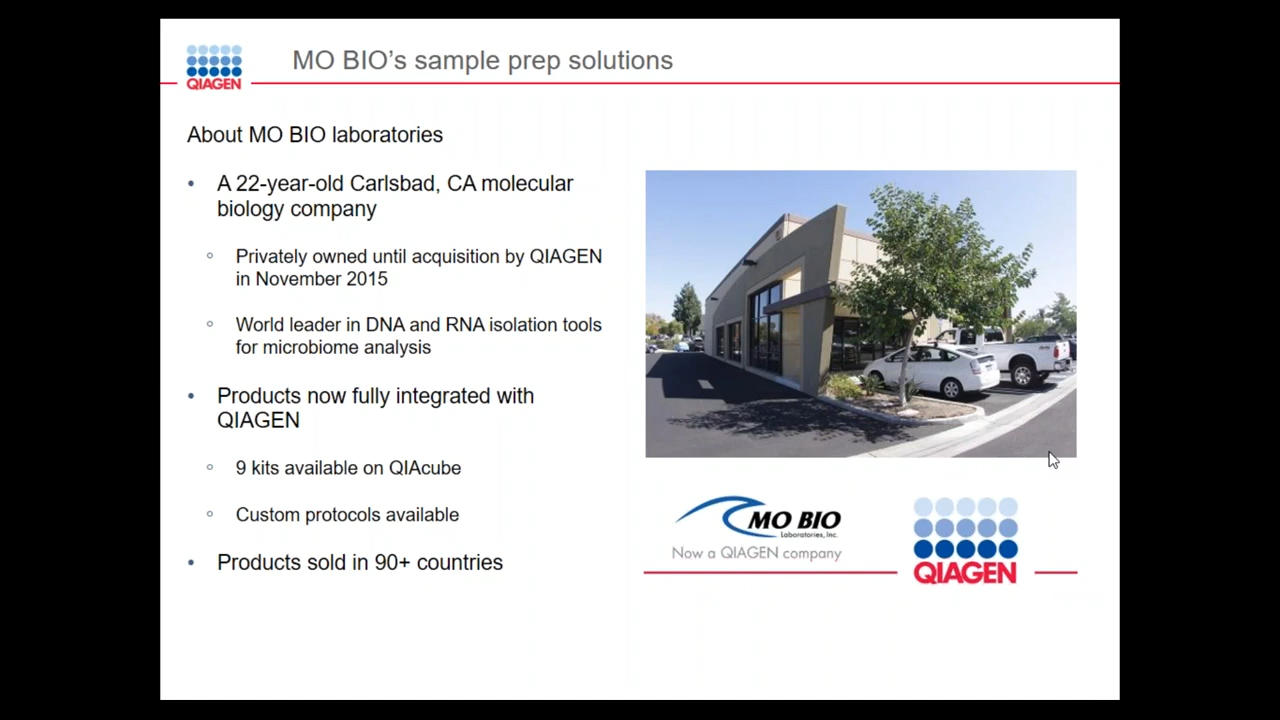 MO BIO’s sample prep solutions
QIAGEN
About MO BIO laboratories
• A 22-year-old Carlsbad, CA molecular
biology company
◦ Privately owned until acquisition by QIAGEN
in November 2015
◦ World leader in DNA and RNA isolation tools
for microbiome analysis
• Products now fully integrated with
QIAGEN
◦ 9 kits available on QIAcube
◦ Custom protocols available
• Products sold in 90+ countries
MO BIO
Laboratories, Inc.
Now a QIAGEN company
QIAGEN